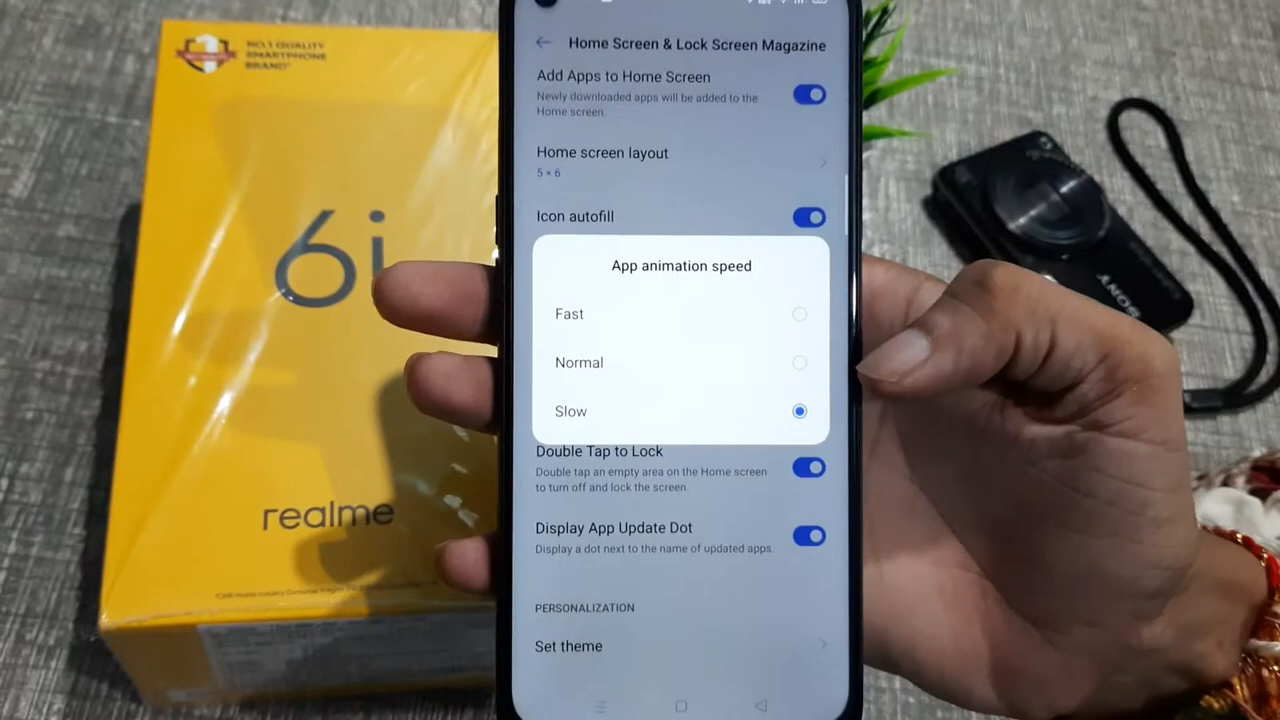 NO.1 QUALITY
SMARTPHONE
BRAND*
6i
realme
Home Screen & Lock Screen Magazine
Add Apps to Home Screen
Newly downloaded apps will be added to the
Home screen.
Home screen layout
5 × 6
Icon autofill
App animation speed
Fast
Normal
Slow
Double Tap to Lock
Double tap an empty area on the Home screen
to turn off and lock the screen.
Display App Update Dot
Display a dot next to the name of updated apps.
PERSONALIZATION
Set theme
SONY